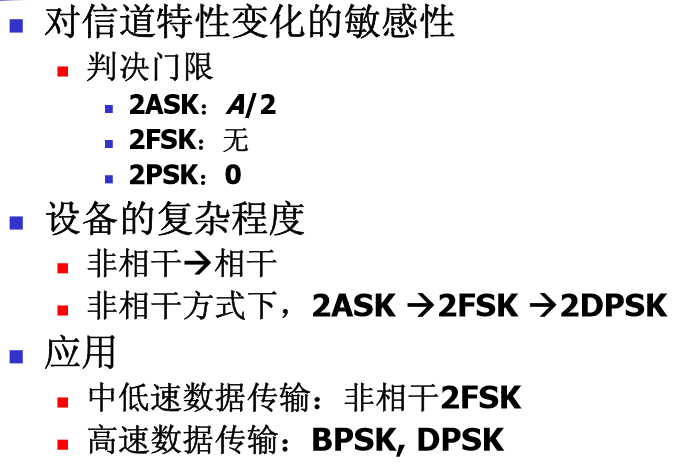 对信道特性变化的敏感性
判决门限
2ASK：A/2
2FSK：无
2PSK：0
设备的复杂程度
非相干→相干
非相干方式下，2ASK →2FSK →2DPSK
应用
中低速数据传输：非相干2FSK
高速数据传输：BPSK, DPSK